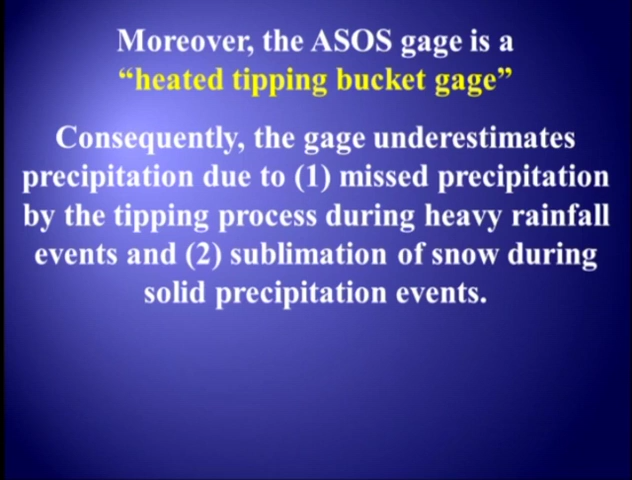 Moreover, the ASOS gage is a
“heated tipping bucket gage”
Consequently, the gage underestimates
precipitation due to (1) missed precipitation
by the tipping process during heavy rainfall
events and (2) sublimation of snow during
solid precipitation events.